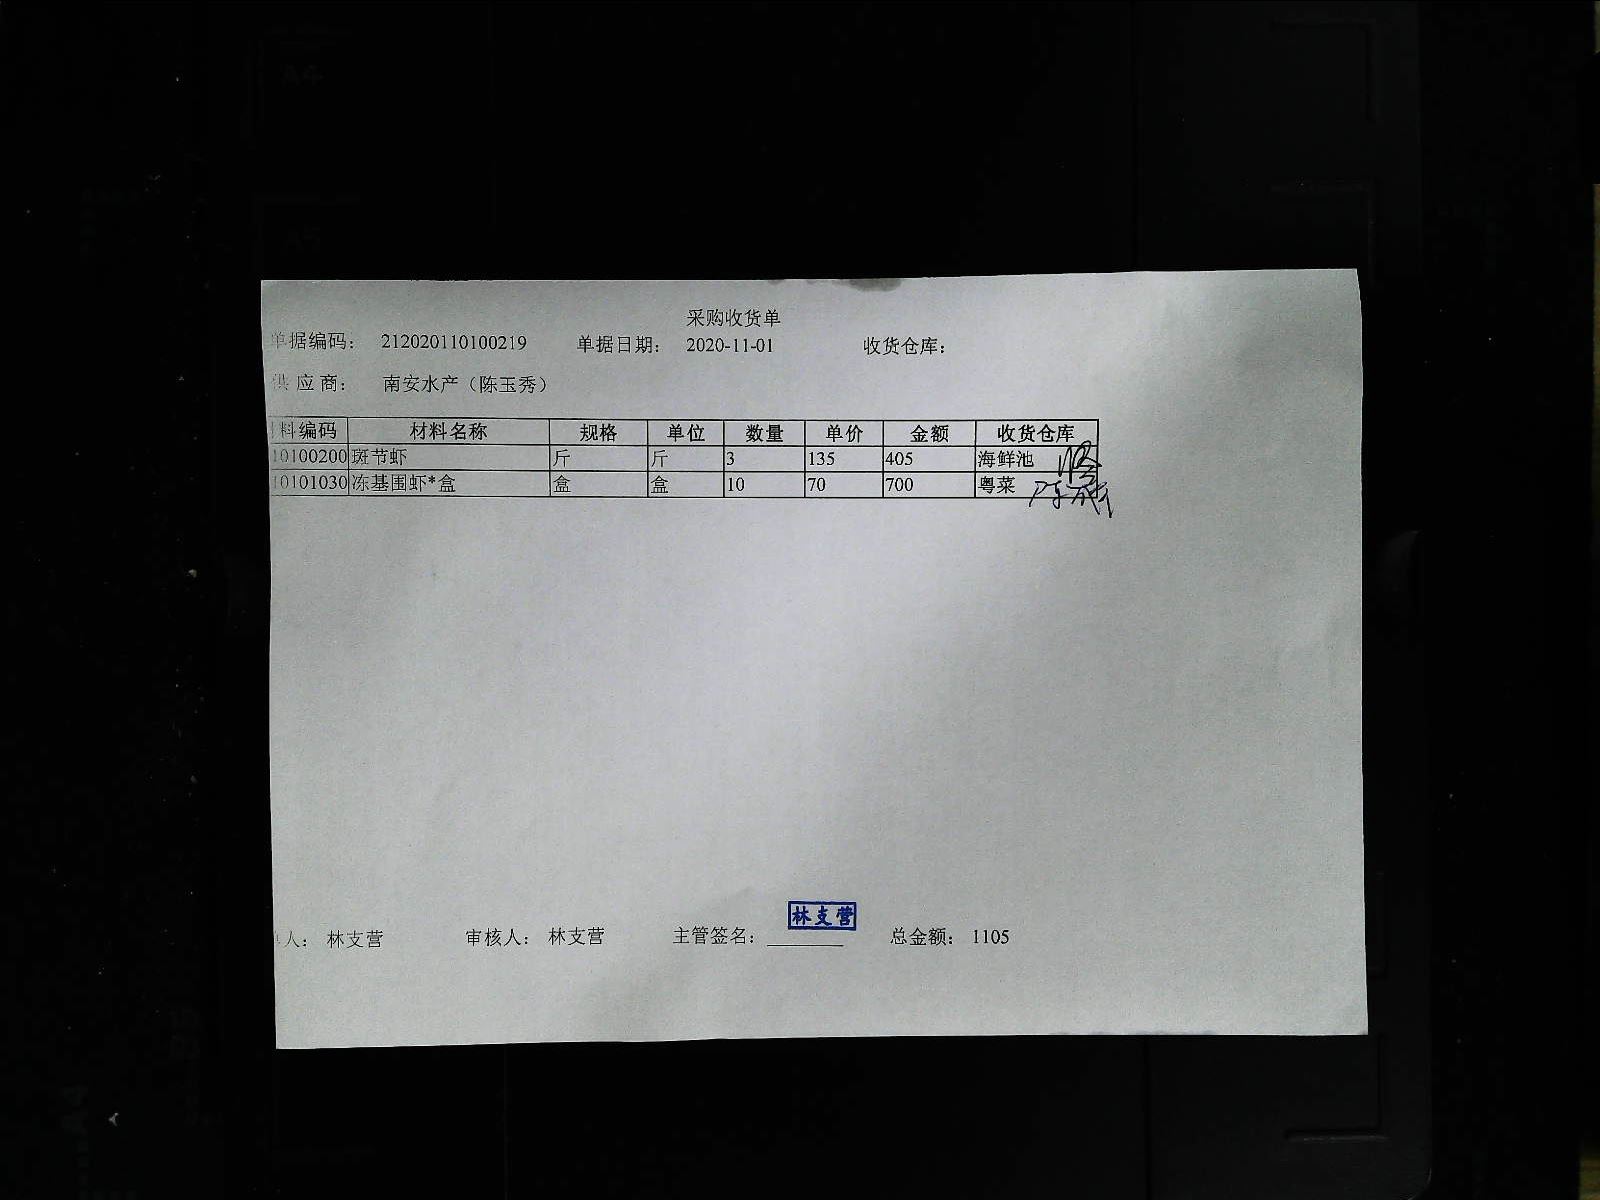 采购收货单
单据编码： 212020110100219 单据日期： 2020-11-01 收货仓库：
供应商： 南安水产（陈玉秀）
料编码 材料名称 规格 单位 数量 单价 金额 收货仓库
10100200 斑节虾 斤 斤 3 135 405 海鲜池
10101030 冻基围虾*盒 盒 盒 10 70 700 粤菜
林支营
人： 林支营 审核人： 林支营 主管签名： 总金额： 1105